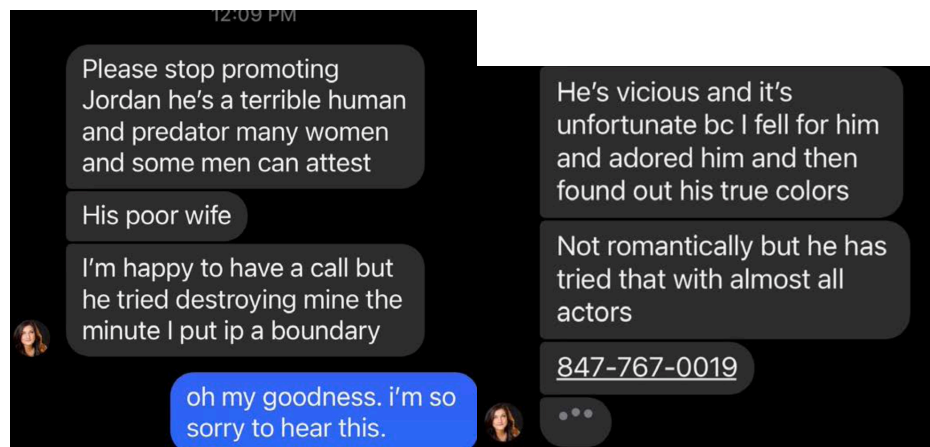 12:09 PM
Please stop promoting
Jordan he's a terrible human
and predator many women
and some men can attest
His poor wife
I'm happy to have a call but
he tried destroying mine the
minute I put ip a boundary
oh my goodness. i'm so
sorry to hear this.
He's vicious and it's
unfortunate bc I fell for him
and adored him and then
found out his true colors
Not romantically but he has
tried that with almost all
actors
847-767-0019